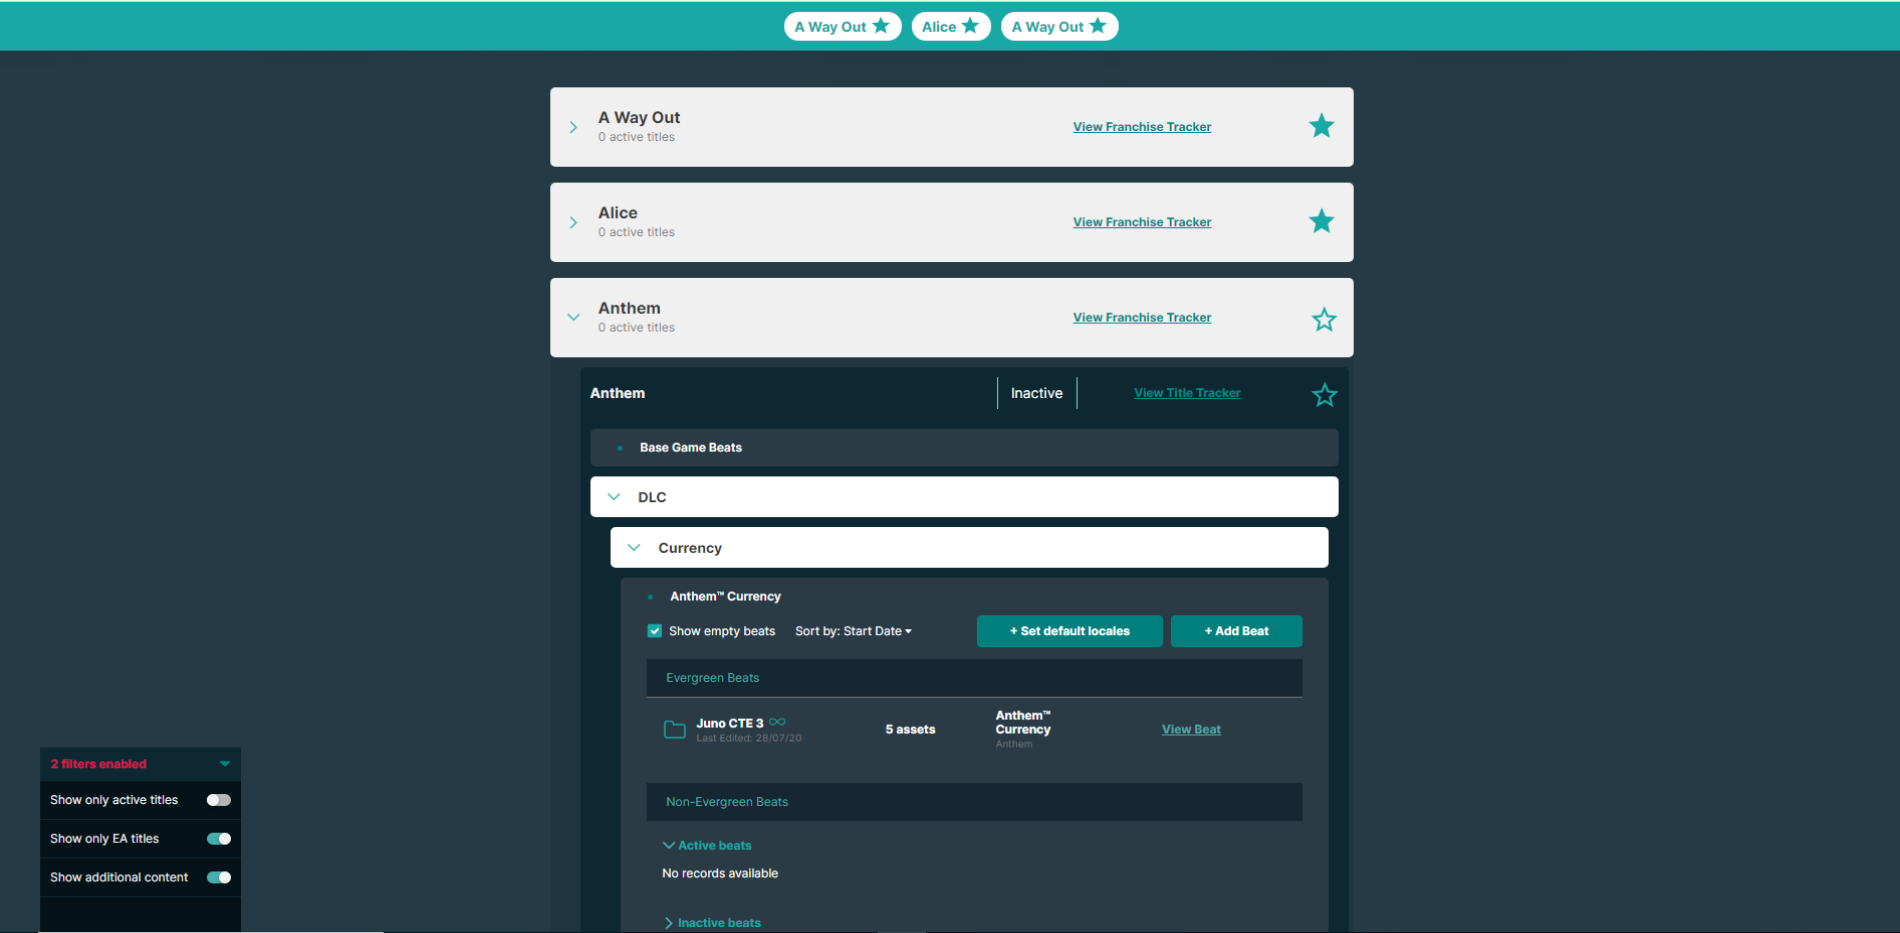 A Way Out
Alice
A Way Out
A Way Out
0 active titles
View Franchise Tracker
Alice
0 active titles
View Franchise Tracker
Anthem
0 active titles
View Franchise Tracker
Anthem
Inactive
View Title Tracker
Base Game Beats
DLC
Currency
Anthem™ Currency
Show empty beats
Sort by: Start Date
+ Set default locales
+ Add Beat
Evergreen Beats
Juno CTE 3
Last Edited: 28/07/20
5 assets
Anthem™
Currency
Anthem
View Beat
Non-Evergreen Beats
Active beats
No records available
Inactive beats
2 filters enabled
Show only active titles
Show only EA titles
Show additional content